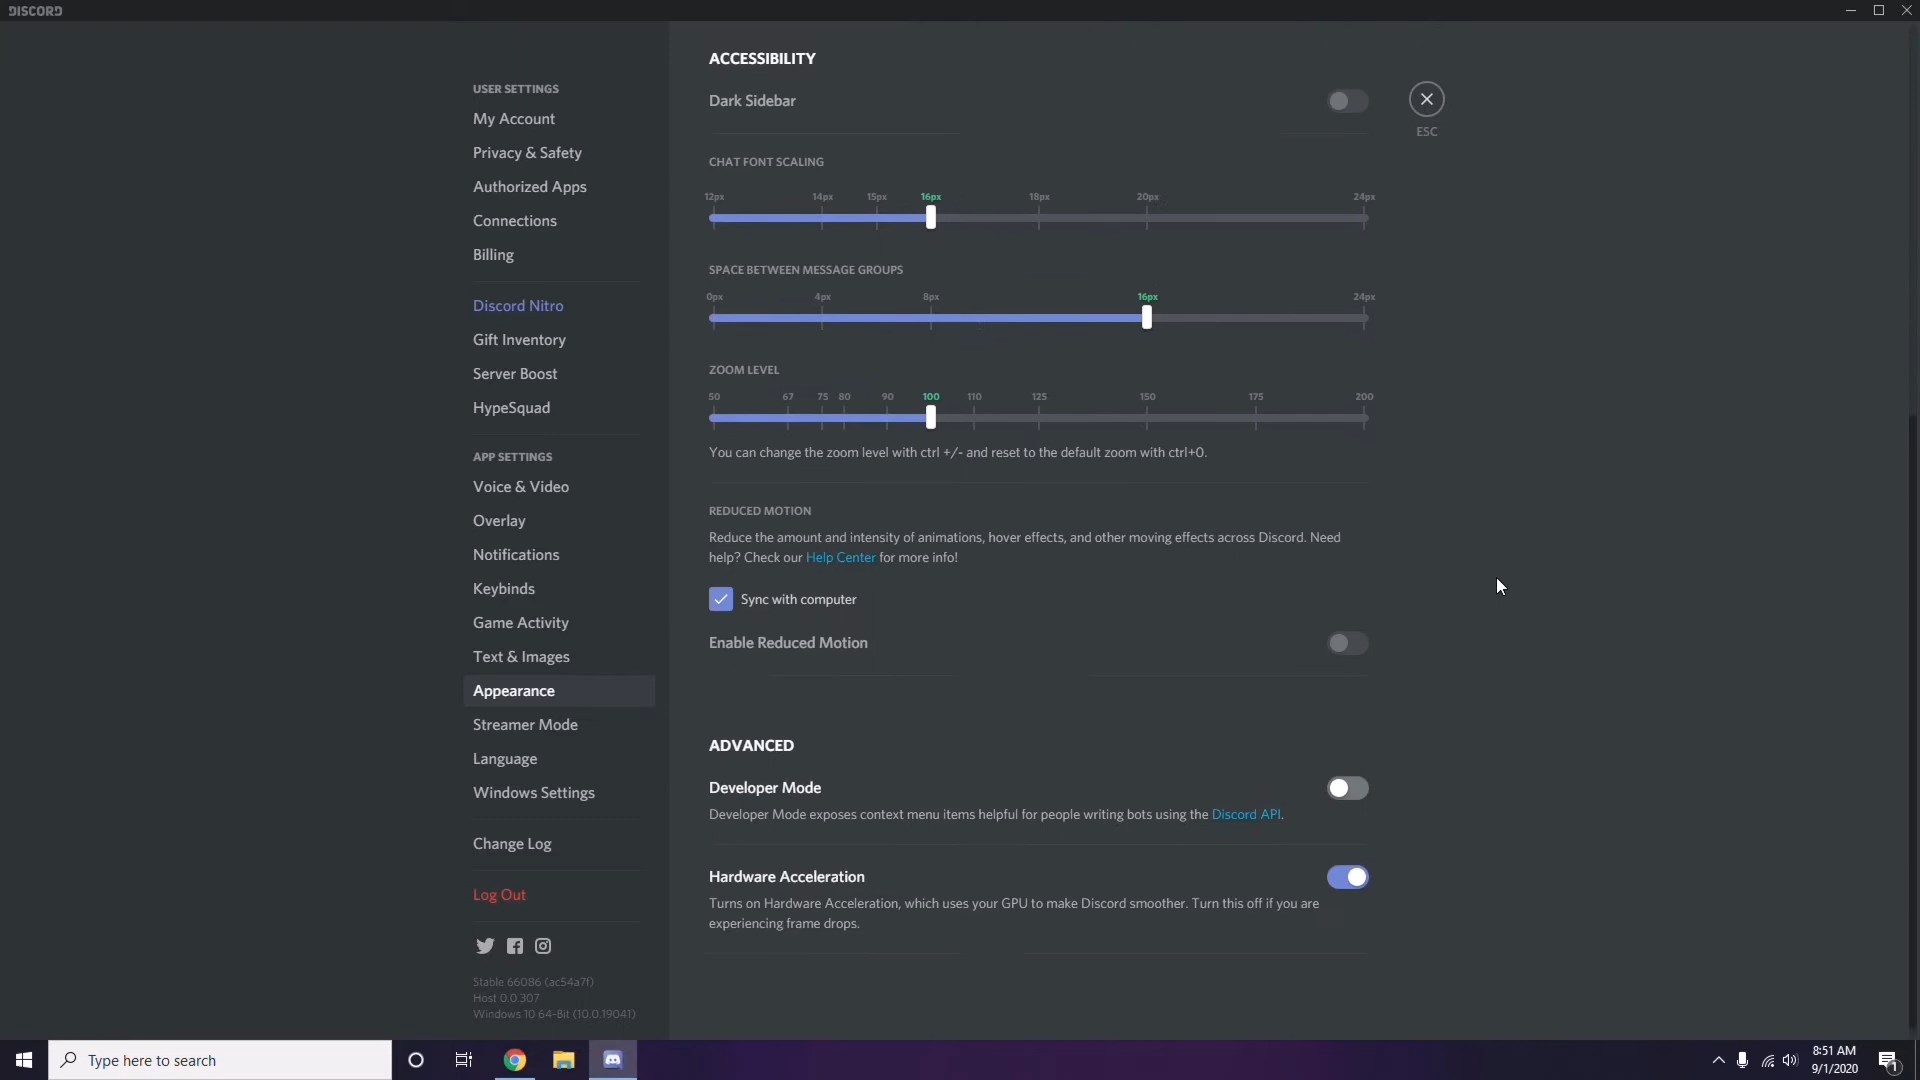 DISCORD
USER SETTINGS
My Account
Privacy & Safety
Authorized Apps
Connections
Billing
Discord Nitro
Gift Inventory
Server Boost
HypeSquad
APP SETTINGS
Voice & Video
Overlay
Notifications
Keybinds
Game Activity
Text & Images
Appearance
Streamer Mode
Language
Windows Settings
Change Log
Log Out
Stable 66086 (ac54a7f)
Host 0.0.307
Windows 10 64-Bit (10.0.19041)
ACCESSIBILITY
Dark Sidebar
ESC
CHAT FONT SCALING
12px 14px 15px 16px 18px 20px 24px
SPACE BETWEEN MESSAGE GROUPS
0px 4px 8px 16px 24px
ZOOM LEVEL
50 67 75 80 90 100 110 125 150 175 200
You can change the zoom level with ctrl +/- and reset to the default zoom with ctrl+0.
REDUCED MOTION
Reduce the amount and intensity of animations, hover effects, and other moving effects across Discord. Need
help? Check our Help Center for more info!
Sync with computer
Enable Reduced Motion
ADVANCED
Developer Mode
Developer Mode exposes context menu items helpful for people writing bots using the Discord API.
Hardware Acceleration
Turns on Hardware Acceleration, which uses your GPU to make Discord smoother. Turn this off if you are
experiencing frame drops.
Type here to search
8:51 AM
9/1/2020
1